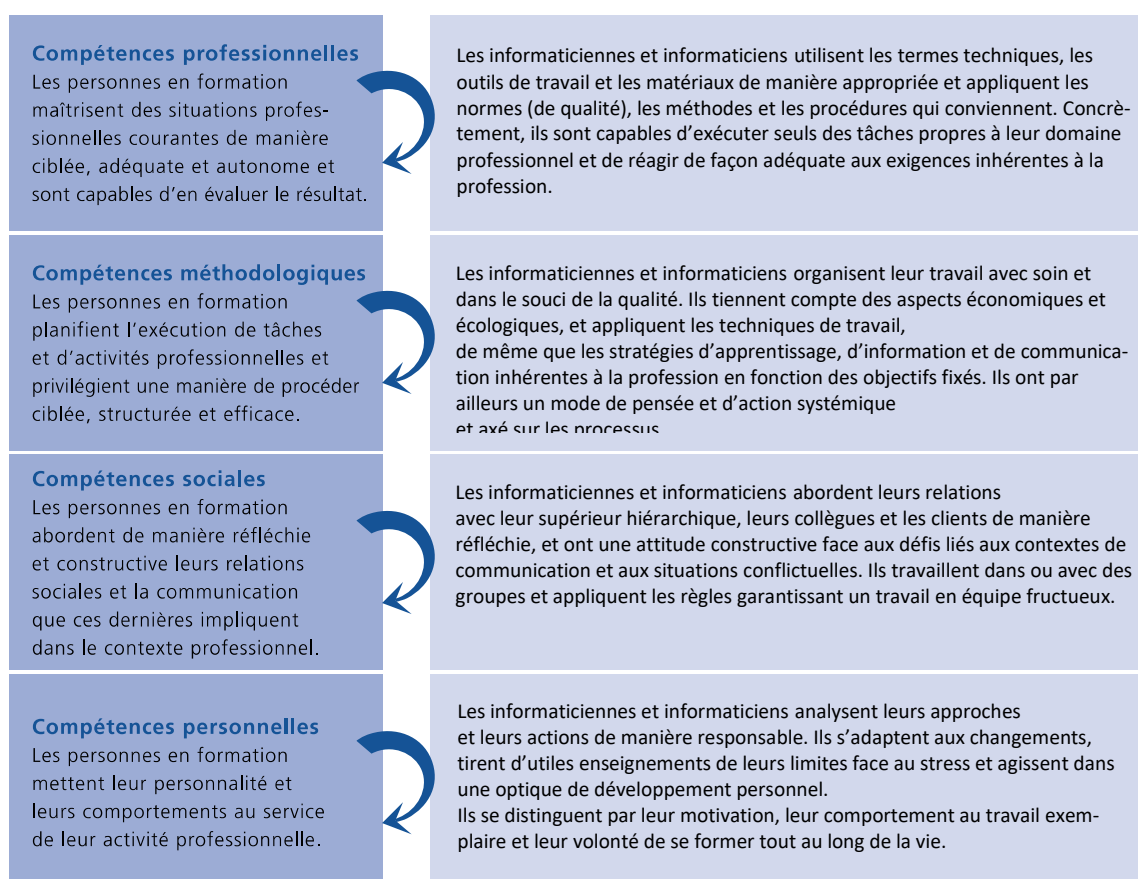 Compétences professionnelles
Les personnes en formation
maîtrisent des situations profes-
sionnelles courantes de manière
ciblée, adéquate et autonome et
sont capables d'en évaluer le résultat.
Les informaticiennes et informaticiens utilisent les termes techniques, les
outils de travail et les matériaux de manière appropriée et appliquent les
normes (de qualité), les méthodes et les procédures qui conviennent. Concrè-
tement, ils sont capables d'exécuter seuls des tâches propres à leur domaine
professionnel et de réagir de façon adéquate aux exigences inhérentes à la
profession.
Compétences méthodologiques
Les personnes en formation
planifient l'exécution de tâches
et d'activités professionnelles et
privilégient une manière de procéder
ciblée, structurée et efficace.
Les informaticiennes et informaticiens organisent leur travail avec soin et
dans le souci de la qualité. Ils tiennent compte des aspects économiques et
écologiques, et appliquent les techniques de travail,
de même que les stratégies d'apprentissage, d'information et de communica-
tion inhérentes à la profession en fonction des objectifs fixés. Ils ont par
ailleurs un mode de pensée et d'action systémique
et axé sur les processus
Compétences sociales
Les personnes en formation
abordent de manière réfléchie
et constructive leurs relations
sociales et la communication
que ces dernières impliquent
dans le contexte professionnel.
Les informaticiennes et informaticiens abordent leurs relations
avec leur supérieur hiérarchique, leurs collègues et les clients de manière
réfléchie, et ont une attitude constructive face aux défis liés aux contextes de
communication et aux situations conflictuelles. Ils travaillent dans ou avec des
groupes et appliquent les règles garantissant un travail en équipe fructueux.
Compétences personnelles
Les personnes en formation
mettent leur personnalité et
leurs comportements au service
de leur activité professionnelle.
Les informaticiennes et informaticiens analysent leurs approches
et leurs actions de manière responsable. Ils s'adaptent aux changements,
tirent d'utiles enseignements de leurs limites face au stress et agissent dans
une optique de développement personnel.
Ils se distinguent par leur motivation, leur comportement au travail exem-
plaire et leur volonté de se former tout au long de la vie.